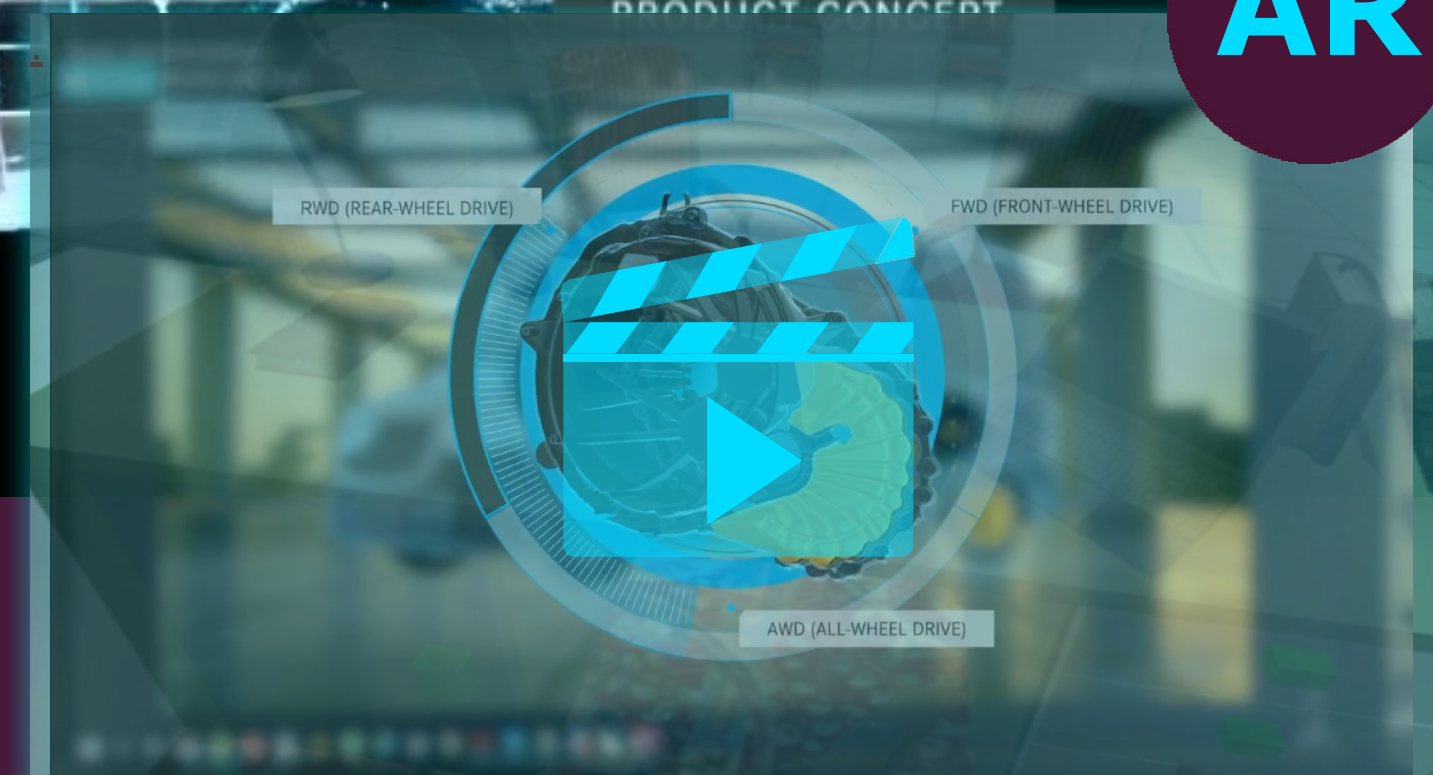 PRODUCT CONCEPT
AR
RWD (REAR-WHEEL DRIVE)
FWD (FRONT-WHEEL DRIVE)
AWD (ALL-WHEEL DRIVE)